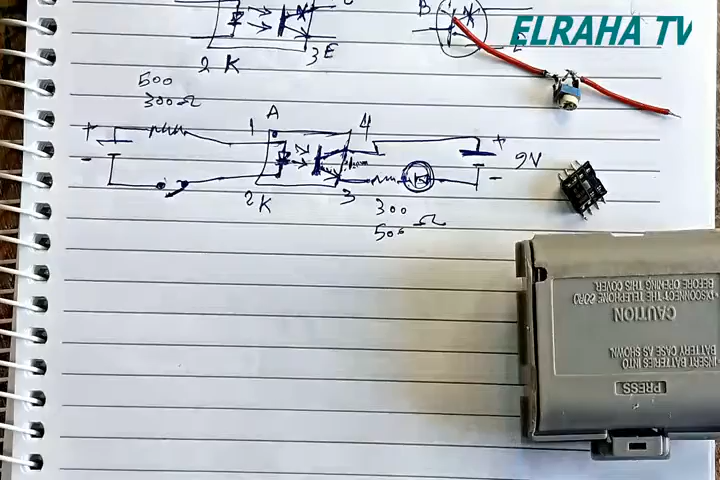 B
ELRAHA TV
2 K
3 E
500
300Ω
A
+
1
4
+
9V
-
-
2 K
3
300
500 Ω
•DISCONNECT THE TELEPHONE CORD
BEFORE OPENING THIS COVER.
CAUTION
•INSERT BATTERIES INTO
BATTERY CASE AS SHOWN.
PRESS